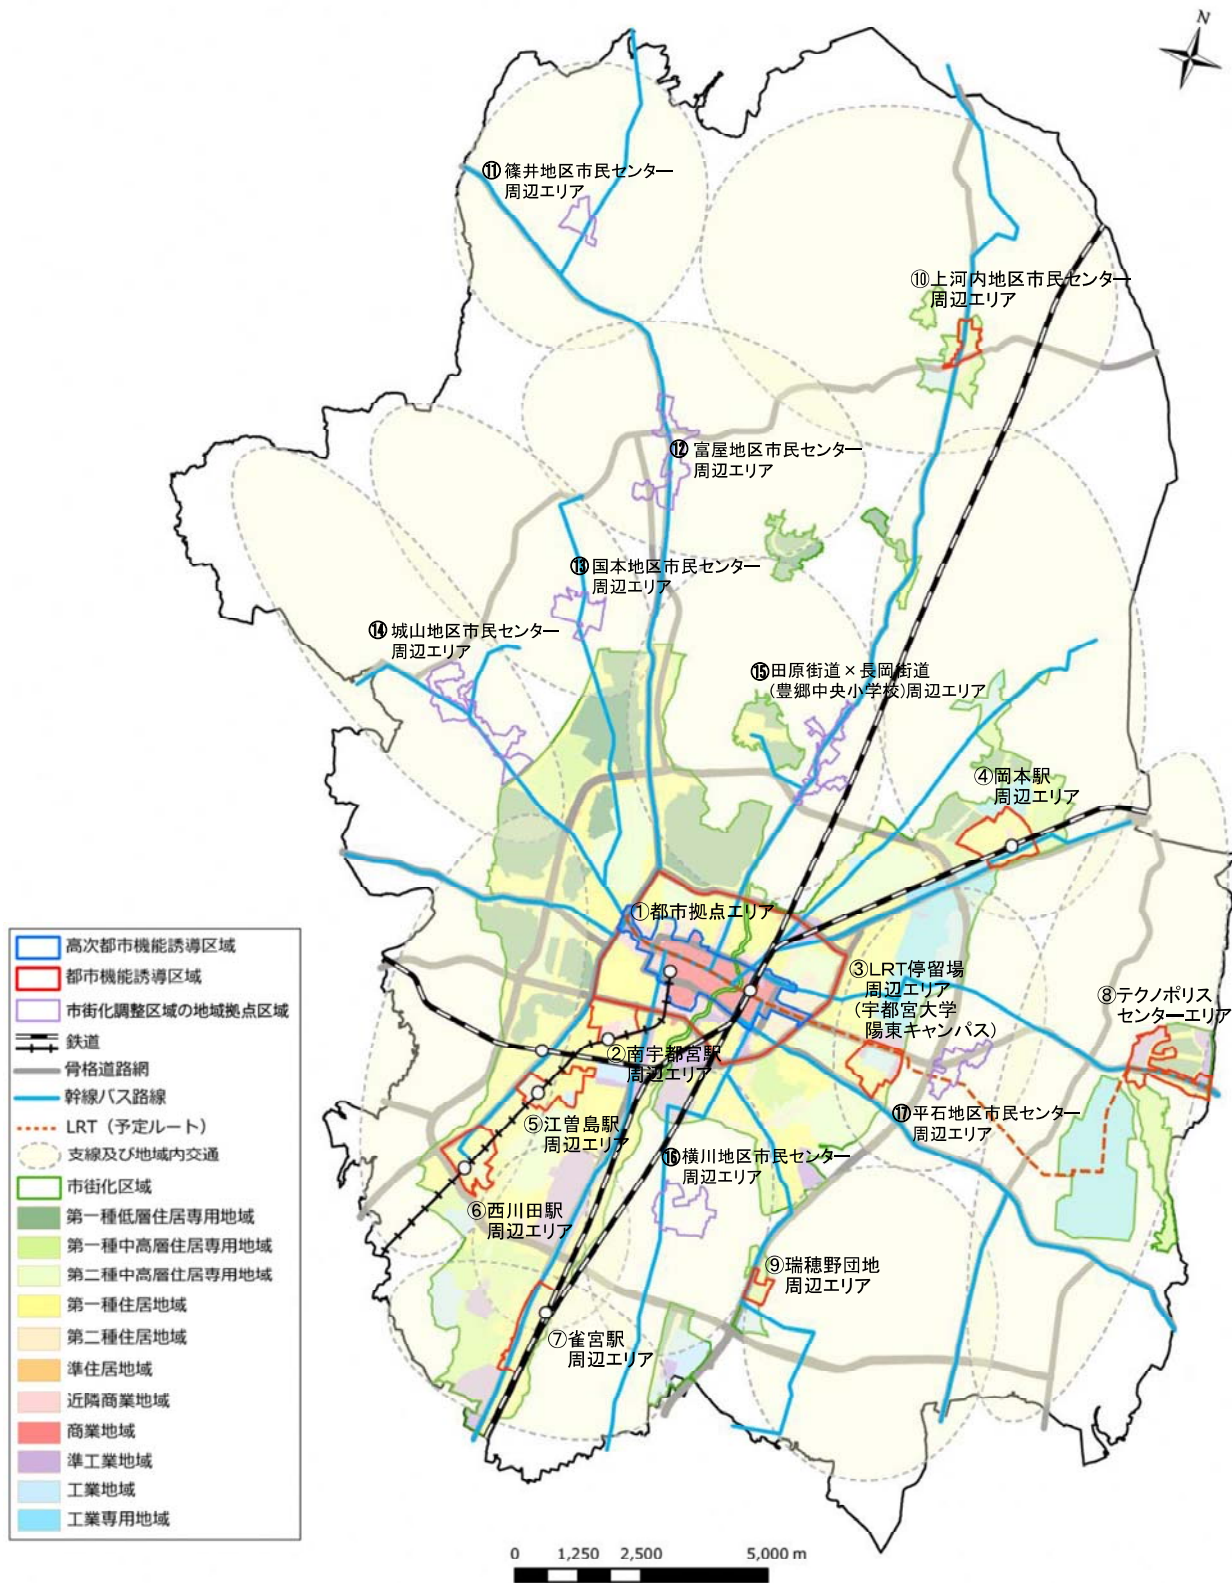 N
⑪ 篠井地区市民センター
周辺エリア
⑩上河内地区市民センター
周辺エリア
⑫ 富屋地区市民センター
周辺エリア
⑬国本地区市民センター
周辺エリア
⑭ 城山地区市民センター
周辺エリア
⑮田原街道×長岡街道
(豊郷中央小学校)周辺エリア
④岡本駅
周辺エリア
①都市拠点エリア
③LRT停留場
周辺エリア
(宇都宮大学
陽東キャンパス)
⑧テクノポリス
センターエリア
②南宇都宮駅
周辺エリア
⑤江曽島駅
周辺エリア
⑰平石地区市民センター
周辺エリア
⑯横川地区市民センター
周辺エリア
⑥西川田駅
周辺エリア
⑨瑞穂野団地
周辺エリア
⑦雀宮駅
周辺エリア
高次都市機能誘導区域
都市機能誘導区域
市街化調整区域の地域拠点区域
鉄道
骨格道路網
幹線バス路線
LRT（予定ルート）
支線及び地域内交通
市街化区域
第一種低層住居専用地域
第一種中高層住居専用地域
第二種中高層住居専用地域
第一種住居地域
第二種住居地域
準住居地域
近隣商業地域
商業地域
準工業地域
工業地域
工業専用地域
0 1,250 2,500 5,000 m